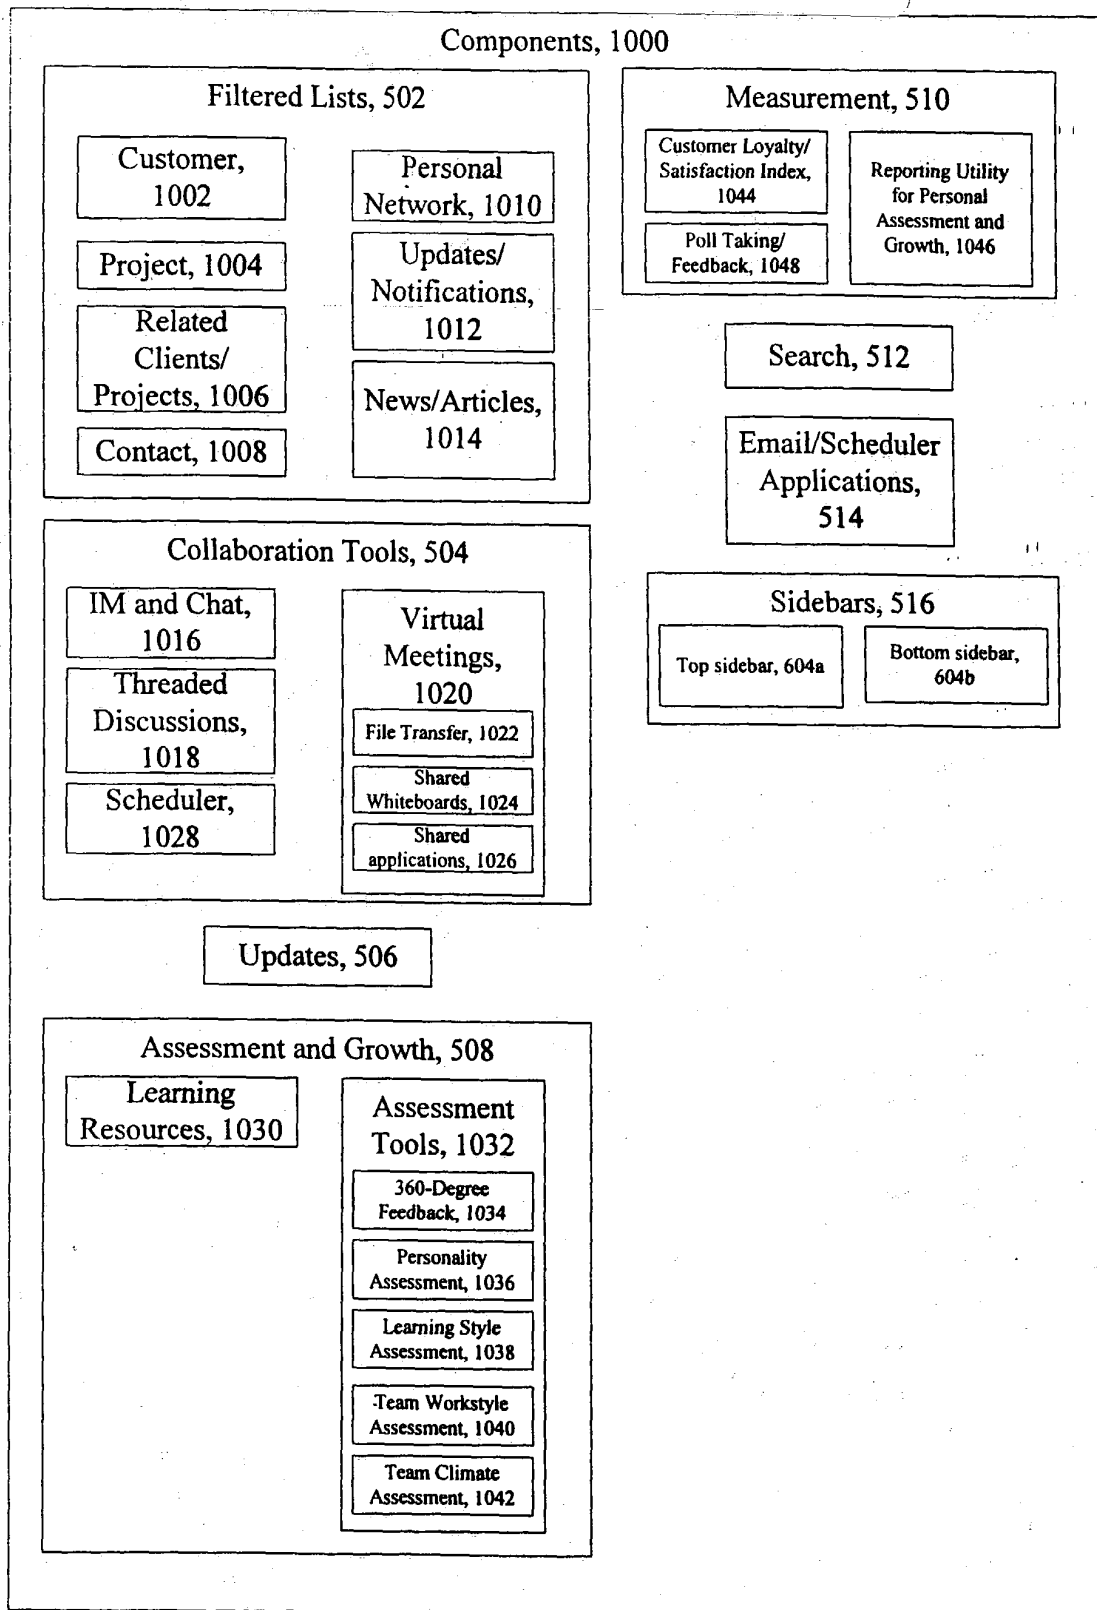 Components, 1000
Filtered Lists, 502
Customer,
1002
Project, 1004
Related
Clients/
Projects, 1006
Contact, 1008
Personal
Network, 1010
Updates/
Notifications,
1012
News/Articles,
1014
Collaboration Tools, 504
IM and Chat,
1016
Threaded
Discussions,
1018
Scheduler,
1028
Virtual
Meetings,
1020
File Transfer, 1022
Shared
Whiteboards, 1024
Shared
applications, 1026
Updates, 506
Assessment and Growth, 508
Learning
Resources, 1030
Assessment
Tools, 1032
360-Degree
Feedback, 1034
Personality
Assessment, 1036
Learning Style
Assessment, 1038
Team Workstyle
Assessment, 1040
Team Climate
Assessment, 1042
Measurement, 510
Customer Loyalty/
Satisfaction Index,
1044
Poll Taking/
Feedback, 1048
Reporting Utility
for Personal
Assessment and
Growth, 1046
Search, 512
Email/Scheduler
Applications,
514
Sidebars, 516
Top sidebar, 604a
Bottom sidebar,
604b